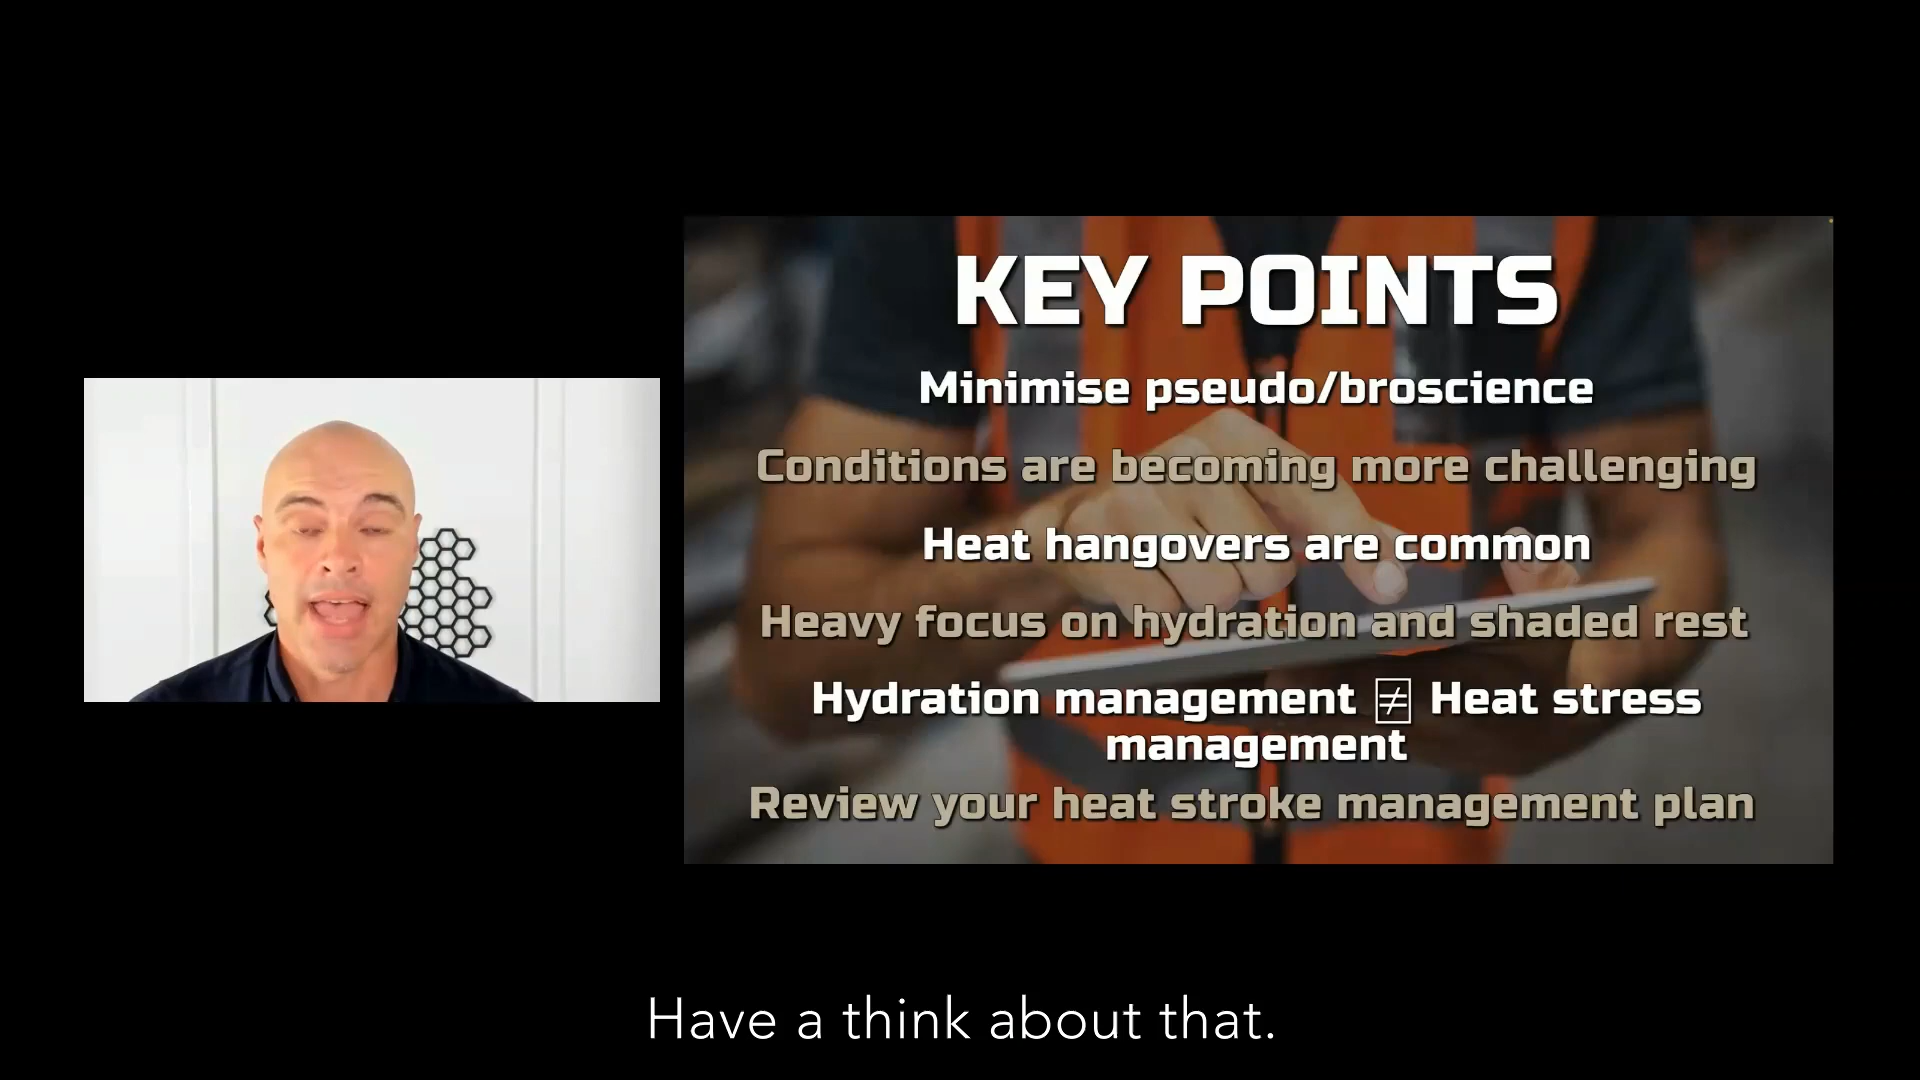 KEY POINTS
Minimise pseudo/broscience
Conditions are becoming more challenging
Heat hangovers are common
Heavy focus on hydration and shaded rest
Hydration management ≠ Heat stress
management
Review your heat stroke management plan
Have a think about that.